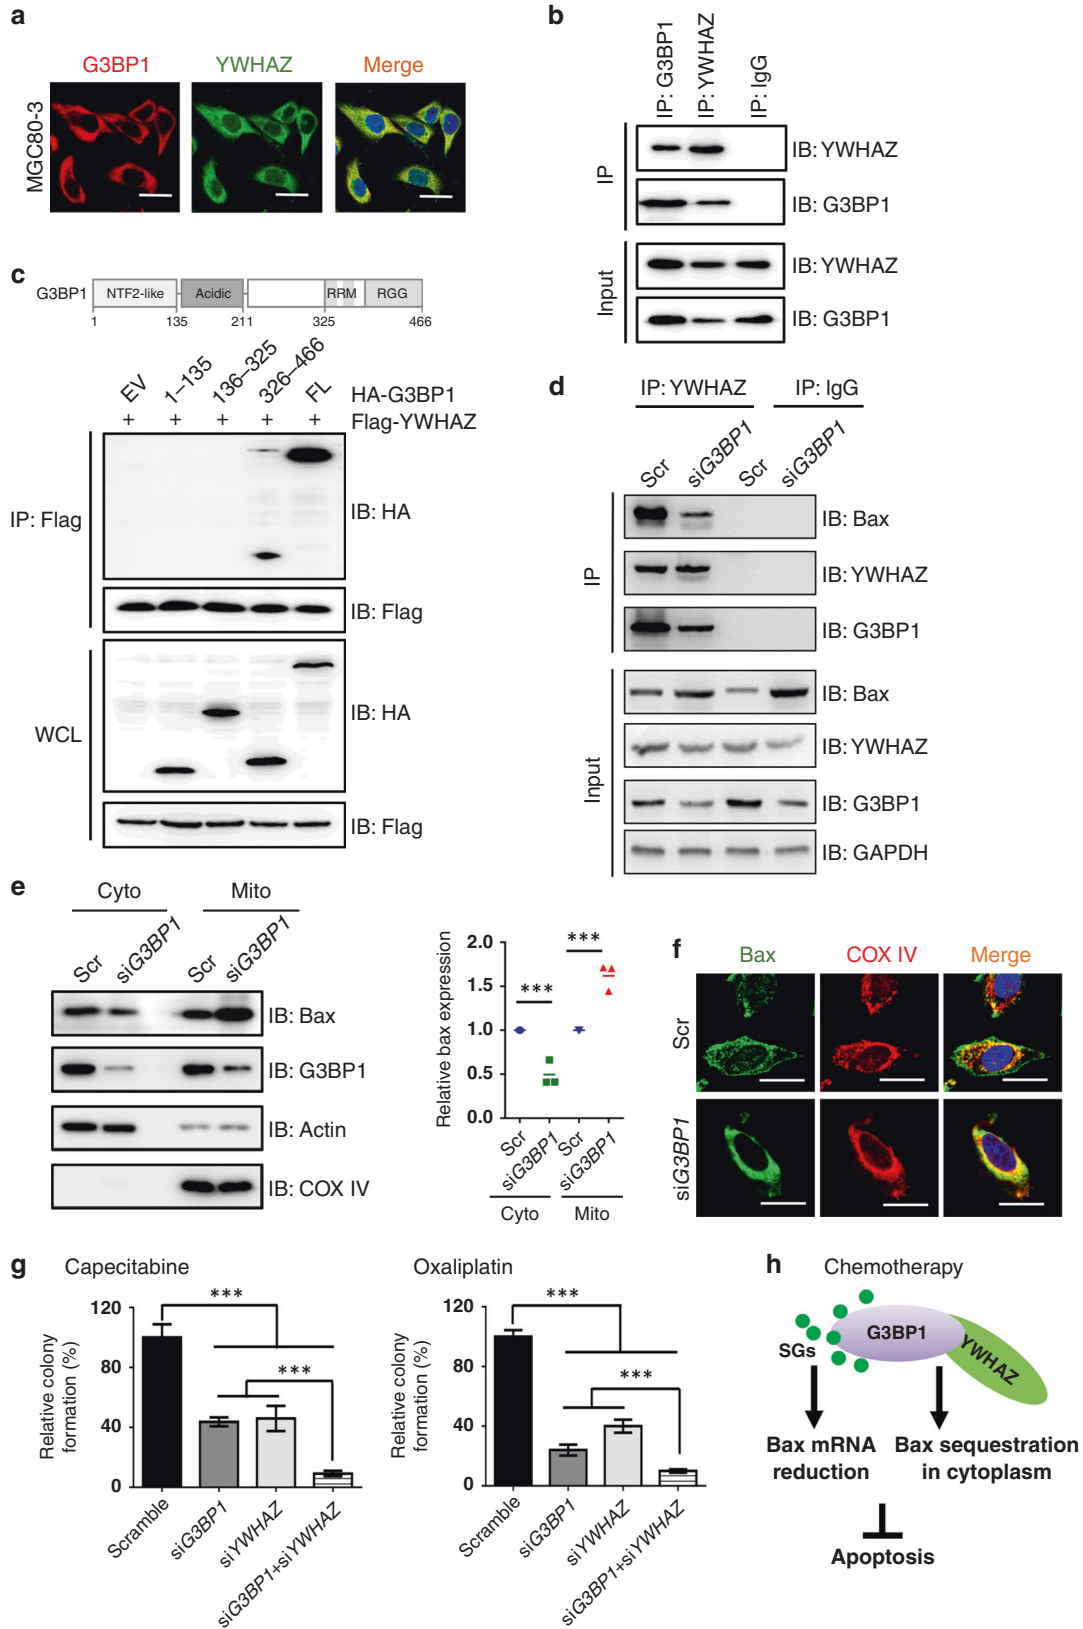 a
G3BP1
YWHAZ
Merge
MGC80-3
b
IP: G3BP1
IP: YWHAZ
IP: IgG
IP
IB: YWHAZ
IB: G3BP1
Input
IB: YWHAZ
IB: G3BP1
c
G3BP1
NTF2-like
Acidic
RRM
RGG
1
135
211
325
466
EV
1–135
136–325
326–466
FL
HA-G3BP1
+ + + + +
Flag-YWHAZ
IP: Flag
IB: HA
IB: Flag
WCL
IB: HA
IB: Flag
d
IP: YWHAZ
IP: IgG
Scr
siG3BP1
Scr
siG3BP1
IP
IB: Bax
IB: YWHAZ
IB: G3BP1
Input
IB: Bax
IB: YWHAZ
IB: G3BP1
IB: GAPDH
e
Cyto
Mito
Scr
siG3BP1
Scr
siG3BP1
IB: Bax
IB: G3BP1
IB: Actin
IB: COX IV
Relative bax expression
2.0
1.5
1.0
0.5
0.0
***
***
Scr
siG3BP1
Scr
siG3BP1
Cyto
Mito
f
Bax
COX IV
Merge
Scr
siG3BP1
g
Capecitabine
Relative colony
formation (%)
120
80
40
0
***
***
Scramble
siG3BP1
siYWHAZ
siG3BP1+siYWHAZ
Oxaliplatin
Relative colony
formation (%)
120
80
40
0
***
***
Scramble
siG3BP1
siYWHAZ
siG3BP1+siYWHAZ
h
Chemotherapy
G3BP1
YWHAZ
SGs
Bax mRNA
reduction
Bax sequestration
in cytoplasm
Apoptosis